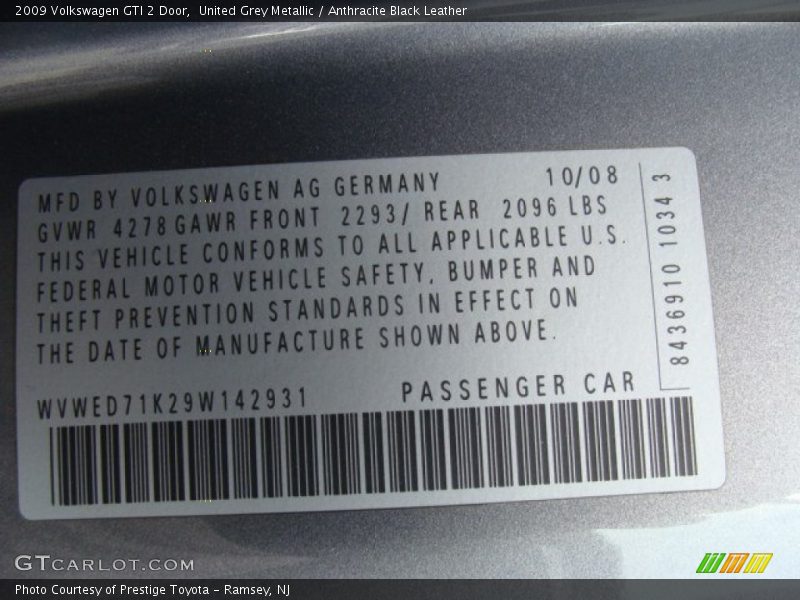 2009 Volkswagen GTI 2 Door,  United Grey Metallic / Anthracite Black Leather
MFD BY VOLKSWAGEN AG GERMANY 10/08
GVWR 4278 GAWR FRONT 2293/ REAR 2096 LBS
THIS VEHICLE CONFORMS TO ALL APPLICABLE U.S.
FEDERAL MOTOR VEHICLE SAFETY, BUMPER AND
THEFT PREVENTION STANDARDS IN EFFECT ON
THE DATE OF MANUFACTURE SHOWN ABOVE.
WVWED71K29W142931 PASSENGER CAR
8436910 1034 3
GTCARLOT.COM
Photo Courtesy of Prestige Toyota - Ramsey, NJ